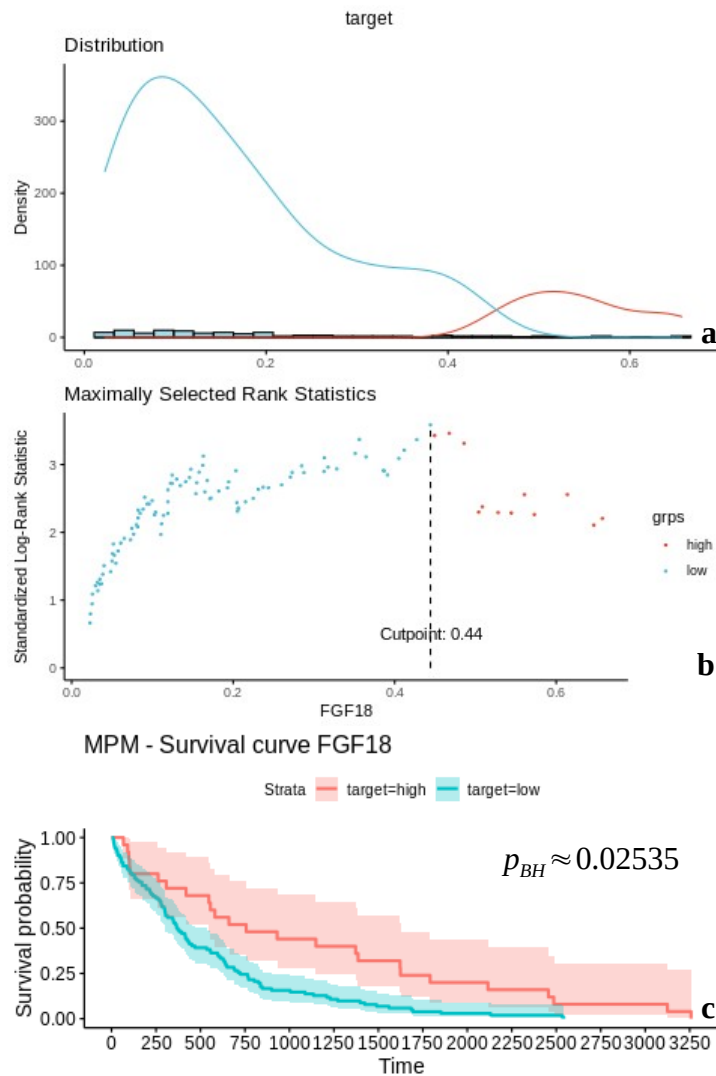 target
Distribution
Density
300
200
100
0
0.0 0.2 0.4 0.6
a
Maximally Selected Rank Statistics
Standardized Log-Rank Statistic
3
2
1
0
Cutpoint: 0.44
grps
high
low
0.0 0.2 0.4 0.6
FGF18
b
MPM - Survival curve FGF18
Strata target=high target=low
Survival probability
1.00
0.75
0.50
0.25
0.00
p_BH ≈ 0.02535
0 250 500 750 1000 1250 1500 1750 2000 2250 2500 2750 3000 3250
Time
c